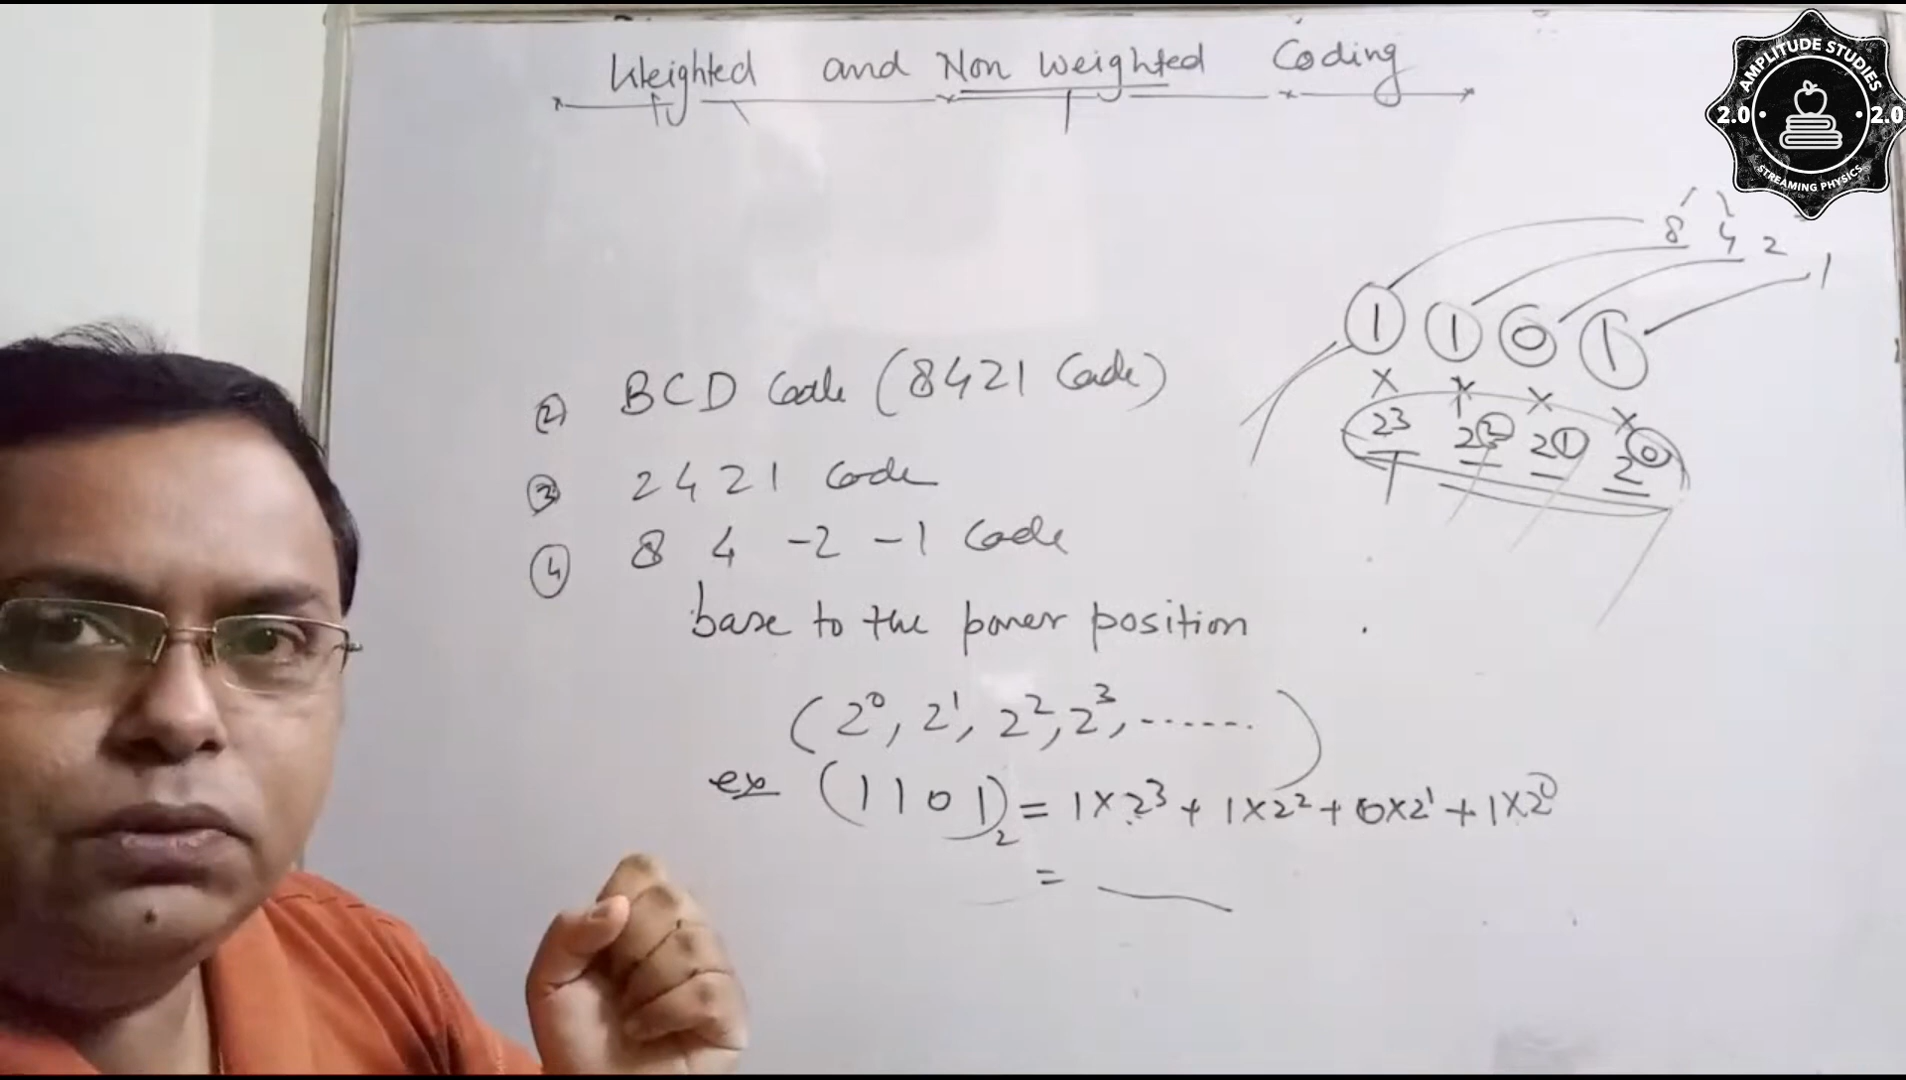 Weighted and Non Weighted Coding
AMPLITUDE STUDIES
2.0 2.0
STREAMING PHYSICS
8 4 2 1
1 1 0 1
× × × ×
2³ 2² 2¹ 2⁰
(2) BCD Code (8421 Code)
(3) 2421 Code
(4) 8 4 -2 -1 Code
base to the power position
(2⁰, 2¹, 2², 2³, ------)
ex (1101)₂ = 1×2³ + 1×2² + 0×2¹ + 1×2⁰
=